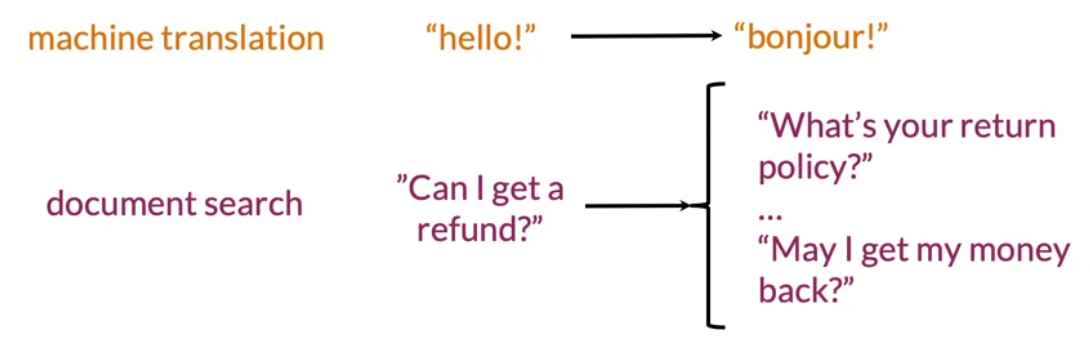 machine translation “hello!” “bonjour!”
document search
”Can I get a
refund?”
“What’s your return
policy?”
...
“May I get my money
back?”